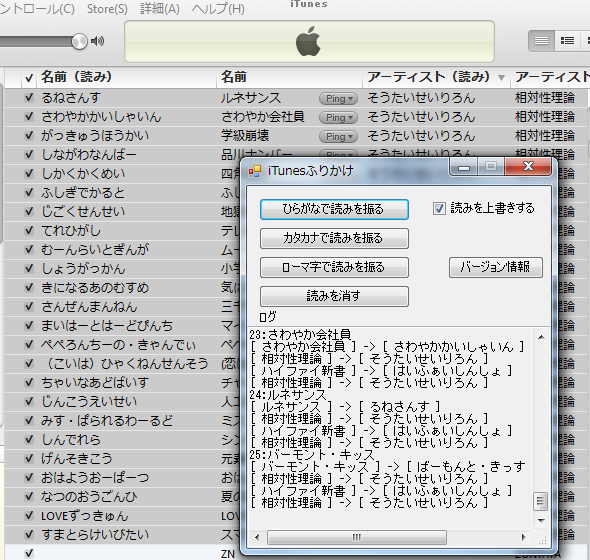 ントロール(C) Store(S) 詳細(A) ヘルプ(H)
iTunes
名前（読み） 名前 アーティスト（読み） アーティスト
るねさんす ルネサンス Ping そうたいせいりろん 相対性理論
さわやかかいしゃいん さわやか会社員 Ping そうたいせいりろん 相対性理論
がっきゅうほうかい 学級崩壊 Ping そうたいせいりろん 相対性理論
しながわなんばー 品川ナンバー Ping そうたいせいりろん 相対性理論
しかくかくめい 四角
ふしぎでかると ふし
じごくせんせい 地獄
てれひがし テレ
むーんらいとぎんが ムー
しょうがっかん 小学
きになるあのむすめ 気に
さんぜんまんねん 三千
まいはーとはーどぴんち マイ
ぺぺろんちーの・きゃんでぃ ペペ
（こいは）ひゃくねんせんそう (恋は
ちゃいなあどばいす チャ
じんこうえいせい 人工
みす・ぱられるわーるど ミス
しんでれら シン
げんそきこう 元素
おはようおーぱーつ おは
なつのおうごんひ 夏の
LOVEずっきゅん LOV
すまとらけいびたい スマ
ZN
iTunesふりかけ
ひらがなで読みを振る 読みを上書きする
カタカナで読みを振る
ローマ字で読みを振る バージョン情報
読みを消す
ログ
23:さわやか会社員
[ さわやか会社員 ] -> [ さわやかかいしゃいん ]
[ 相対性理論 ] -> [ そうたいせいりろん ]
[ ハイファイ新書 ] -> [ はいふぁいしんしょ ]
[ 相対性理論 ] -> [ そうたいせいりろん ]
24:ルネサンス
[ ルネサンス ] -> [ るねさんす ]
[ 相対性理論 ] -> [ そうたいせいりろん ]
[ ハイファイ新書 ] -> [ はいふぁいしんしょ ]
[ 相対性理論 ] -> [ そうたいせいりろん ]
25:バーモント・キッス
[ バーモント・キッス ] -> [ ばーもんと・きっす
[ 相対性理論 ] -> [ そうたいせいりろん ]
[ ハイファイ新書 ] -> [ はいふぁいしんしょ ]
[ 相対性理論 ] -> [ そうたいせいりろん ]